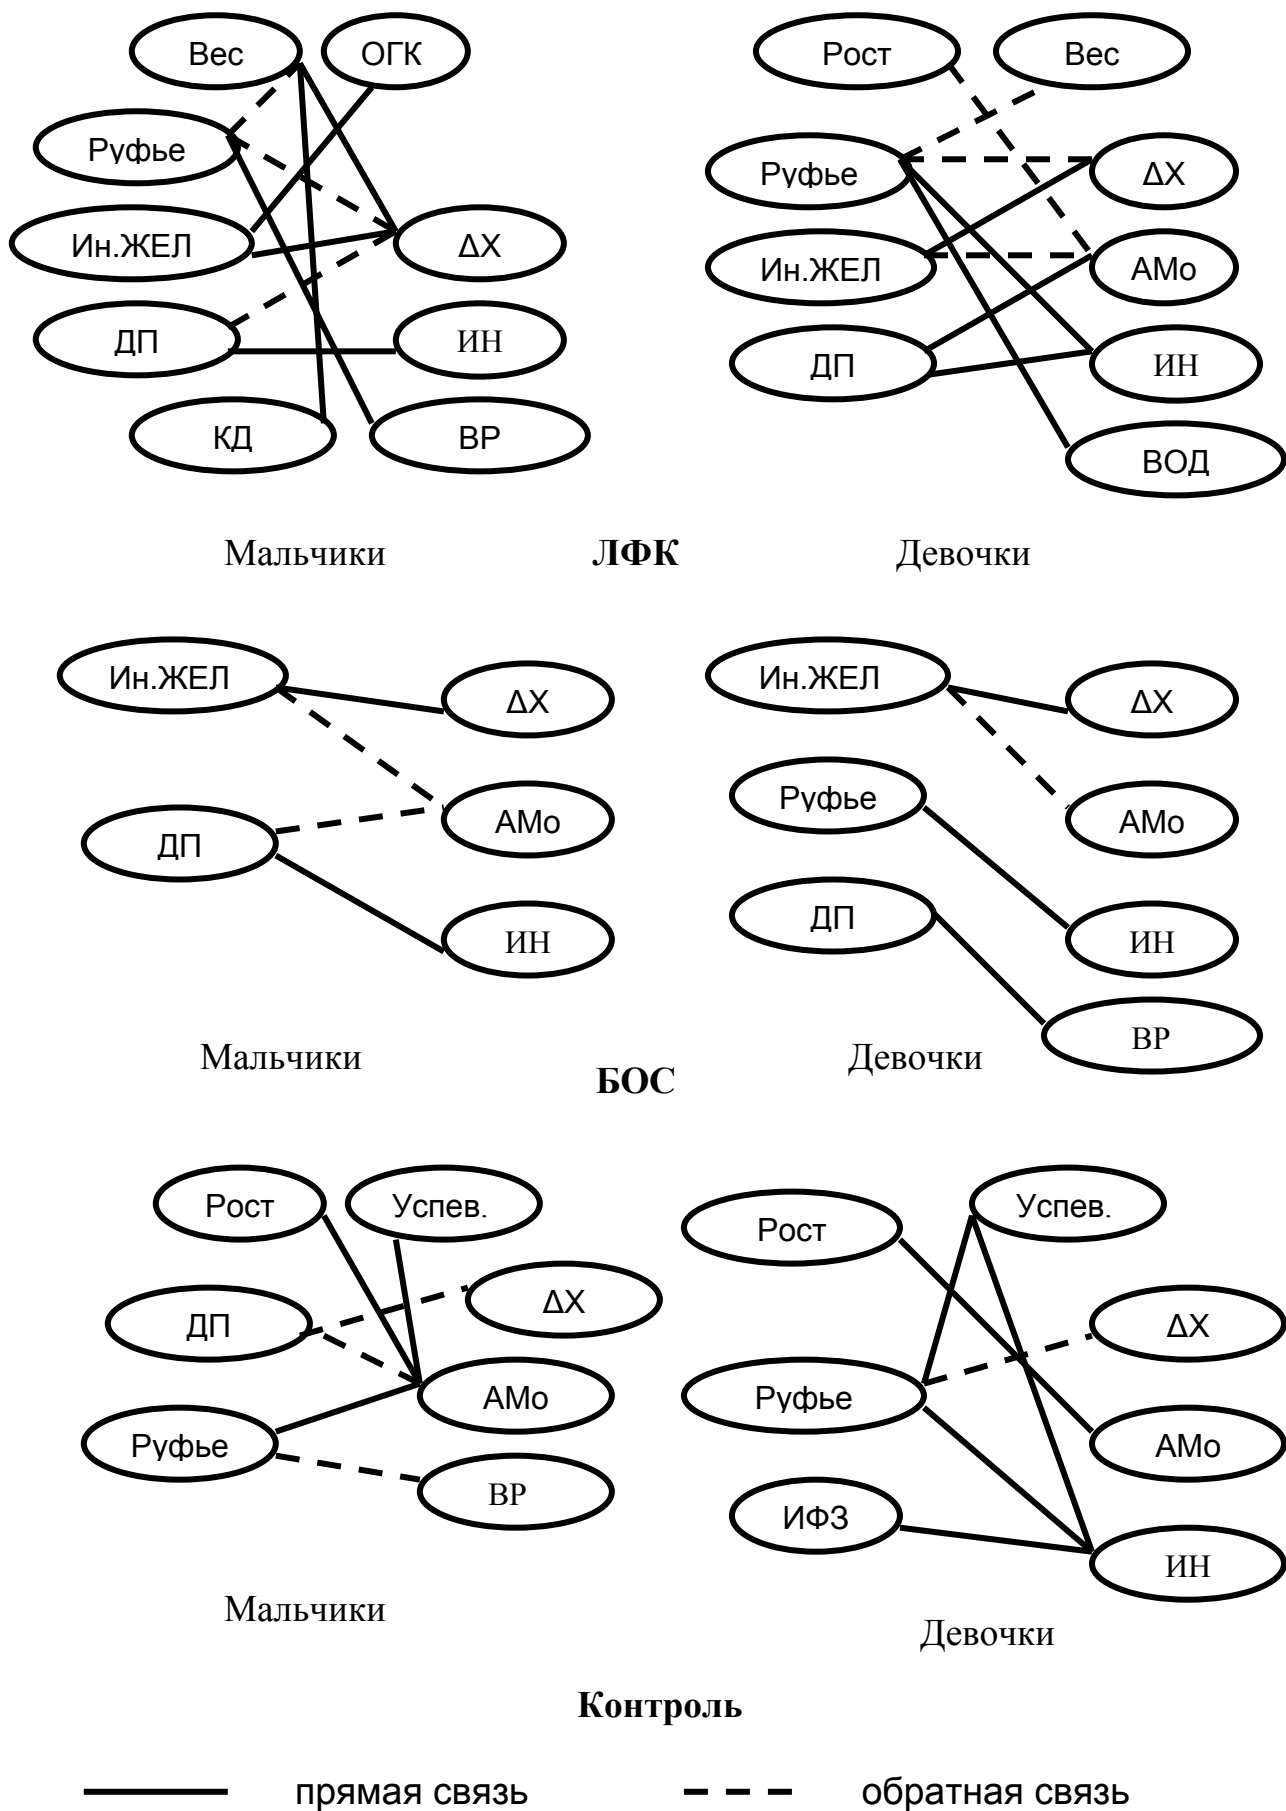 Вес ОГК
Руфье
Ин.ЖЕЛ ΔХ
ДП ИН
КД ВР
Рост Вес
Руфье ΔХ
Ин.ЖЕЛ АМо
ДП ИН
ВОД
Мальчики ЛФК Девочки
Ин.ЖЕЛ ΔХ
АМо
ДП
ИН
Ин.ЖЕЛ ΔХ
Руфье АМо
ДП ИН
ВР
Мальчики Девочки
БОС
Рост Успев.
ДП ΔХ
АМо
Руфье
ВР
Успев.
Рост
ΔХ
Руфье
АМо
ИФЗ
ИН
Мальчики
Девочки
Контроль
прямая связь обратная связь